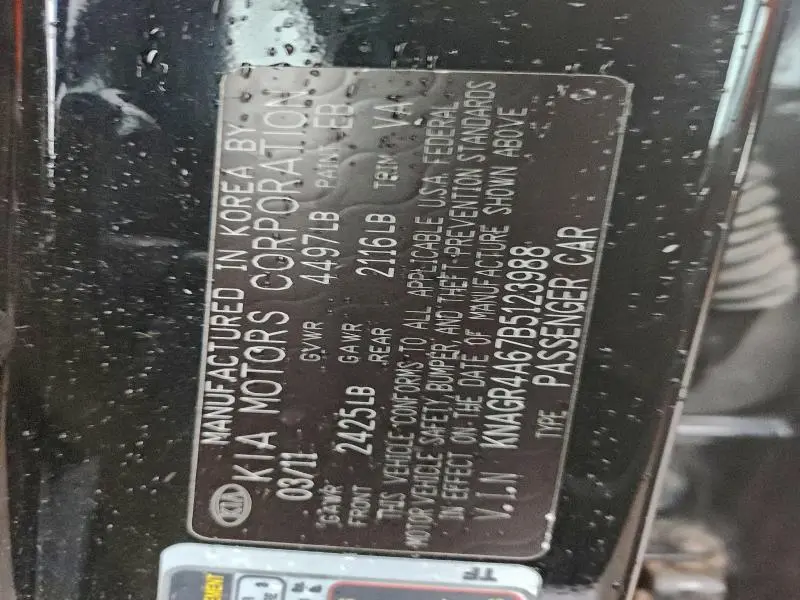 KIA
MANUFACTURED IN KOREA BY
KIA MOTORS CORPORATION
03/11 GVWR 4497LB PAINT EB
GAWR FRONT 2425LB GAWR REAR 2116LB TRIM VA
THIS VEHICLE CONFORMS TO ALL APPLICABLE U.S.A. FEDERAL
MOTOR VEHICLE SAFETY, BUMPER, AND THEFT PREVENTION STANDARDS
IN EFFECT ON THE DATE OF MANUFACTURE SHOWN ABOVE
V.I.N KNAGR4A67B5123988
TYPE PASSENGER CAR
TF